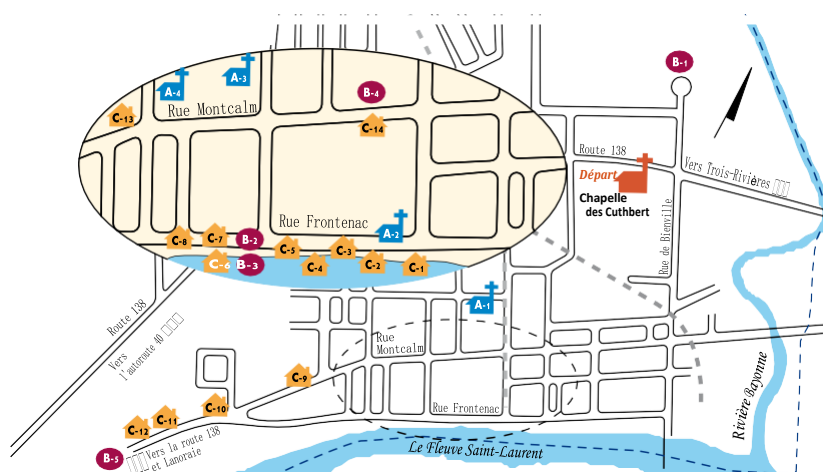 B-1
A-4
A-3
B-4
Rue Montcalm
C-13
C-14
Route 138
Départ
Vers Trois-Rivières
Chapelle
des Cuthbert
Rue Frontenac
A-2
C-8
C-7
B-2
C-5
C-3
C-6
B-3
C-4
C-2
C-1
Rue de Bienville
A-1
Route 138
Vers
l'autoroute 40
Rue
Montcalm
C-9
Rivière Bayonne
C-10
Rue Frontenac
C-11
C-12
B-5
Vers la route 138
et Lanoraie
Le Fleuve Saint-Laurent